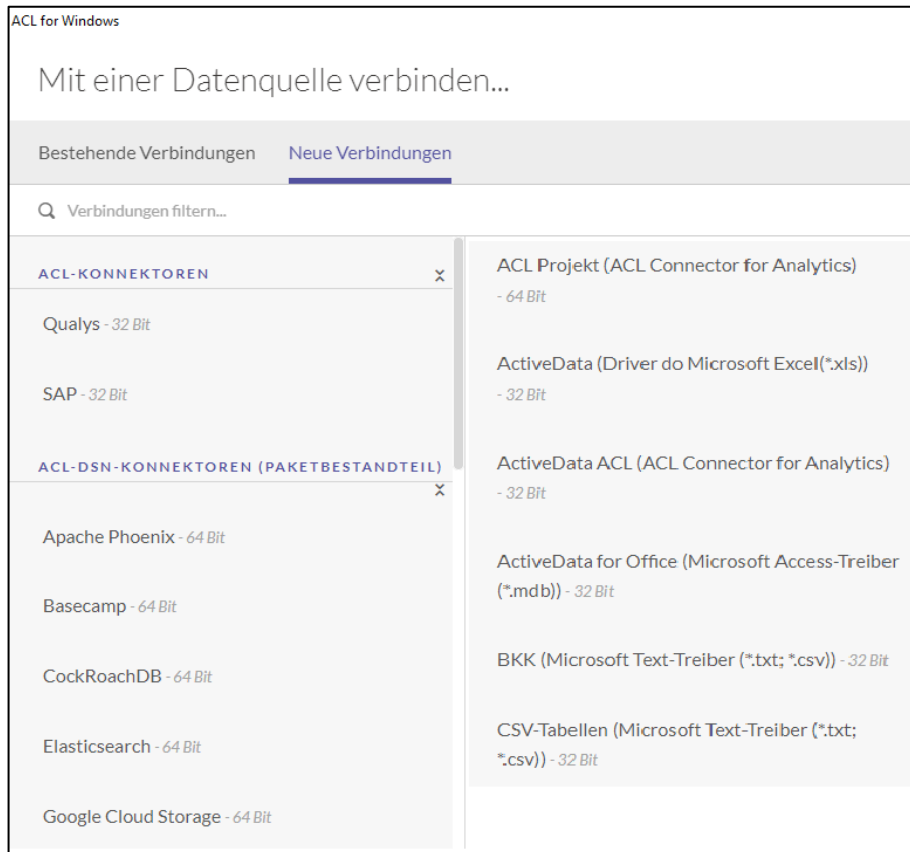 ACL for Windows
Mit einer Datenquelle verbinden...
Bestehende Verbindungen Neue Verbindungen
Verbindungen filtern...
ACL-KONNEKTOREN
Qualys - 32 Bit
SAP - 32 Bit
ACL-DSN-KONNEKTOREN (PAKETBESTANDTEIL)
Apache Phoenix - 64 Bit
Basecamp - 64 Bit
CockRoachDB - 64 Bit
Elasticsearch - 64 Bit
Google Cloud Storage - 64 Bit
ACL Projekt (ACL Connector for Analytics)
- 64 Bit
ActiveData (Driver do Microsoft Excel(*.xls))
- 32 Bit
ActiveData ACL (ACL Connector for Analytics)
- 32 Bit
ActiveData for Office (Microsoft Access-Treiber
(*.mdb)) - 32 Bit
BKK (Microsoft Text-Treiber (*.txt; *.csv)) - 32 Bit
CSV-Tabellen (Microsoft Text-Treiber (*.txt;
*.csv)) - 32 Bit